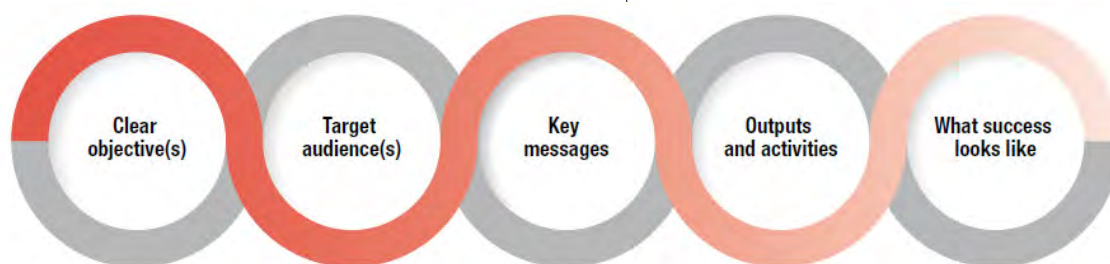 Clear
objective(s)
Target
audience(s)
Key
messages
Outputs
and activities
What success
looks like